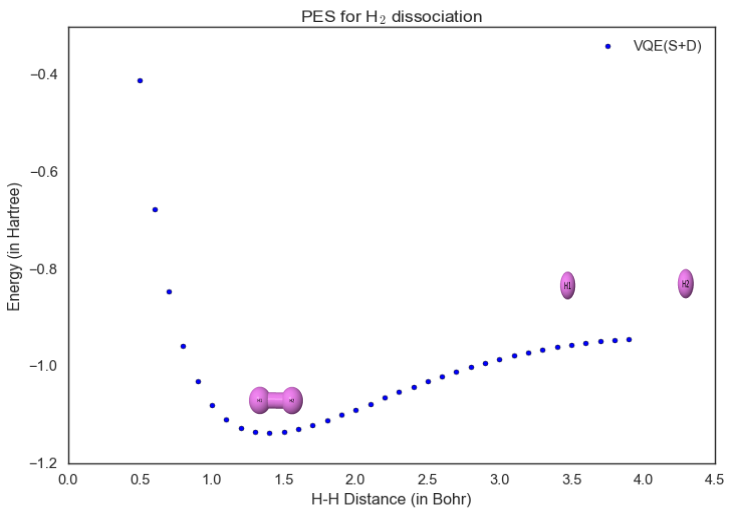 PES for H₂ dissociation
VQE(S+D)
−0.4
−0.6
−0.8
−1.0
−1.2
Energy (in Hartree)
H1
H2
H1
0.0 0.5 1.0 1.5 2.0 2.5 3.0 3.5 4.0 4.5
H-H Distance (in Bohr)